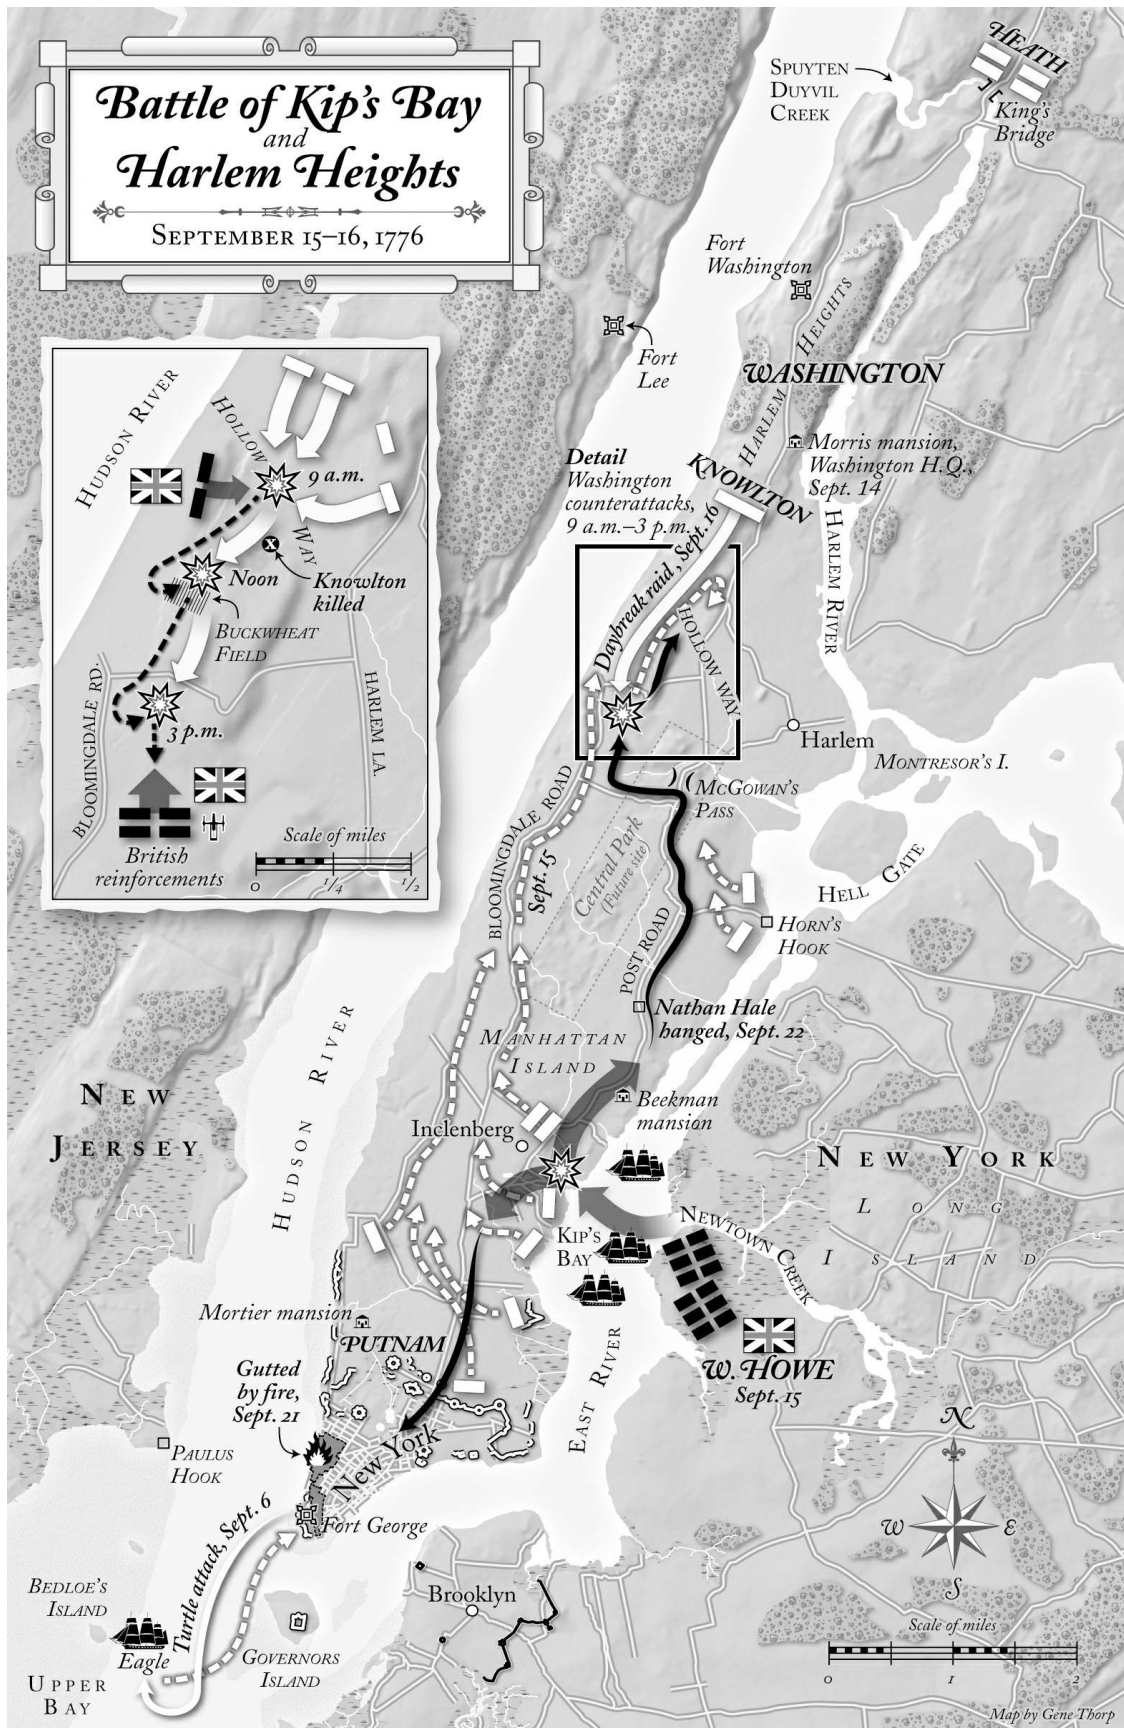 Battle of Kip's Bay
and
Harlem Heights
SEPTEMBER 15–16, 1776
SPUYTEN
DUYVIL
CREEK
HEATH
King's
Bridge
Fort
Washington
HARLEM HEIGHTS
Fort
Lee
WASHINGTON
Morris mansion,
Washington H.Q.,
Sept. 14
Detail
Washington
counterattacks,
9 a.m.–3 p.m.
KNOWLTON
Daybreak raid, Sept. 16
HOLLOW WAY
HARLEM RIVER
Harlem
MONTRESOR'S I.
MCGOWAN'S
PASS
HUDSON RIVER
HOLLOW
WAY
9 a.m.
Noon
Knowlton
killed
BUCKWHEAT
FIELD
BLOOMINGDALE RD.
HARLEM LA.
3 p.m.
British
reinforcements
Scale of miles
0 1/4 1/2
BLOOMINGDALE ROAD
Sept. 15
Central Park
(Future site)
POST ROAD
HELL GATE
HORN'S
HOOK
Nathan Hale
hanged, Sept. 22
MANHATTAN
ISLAND
Beekman
mansion
Inclenberg
HUDSON RIVER
NEW
JERSEY
NEW YORK
LONG
ISLAND
KIP'S
BAY
NEWTOWN CREEK
W. HOWE
Sept. 15
EAST RIVER
Mortier mansion
PUTNAM
Gutted
by fire,
Sept. 21
New York
PAULUS
HOOK
Fort George
Turtle attack, Sept. 6
BEDLOE'S
ISLAND
Eagle
UPPER
BAY
GOVERNORS
ISLAND
Brooklyn
N
W E
S
Scale of miles
0 1 2
Map by Gene Thorp